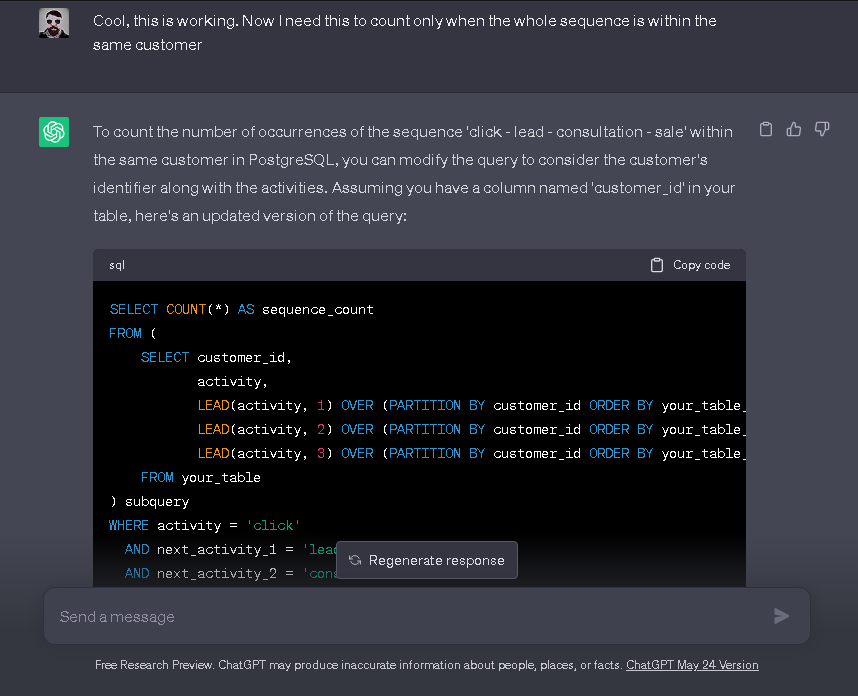 Cool, this is working. Now I need this to count only when the whole sequence is within the
same customer
To count the number of occurrences of the sequence 'click - lead - consultation - sale' within
the same customer in PostgreSQL, you can modify the query to consider the customer's
identifier along with the activities. Assuming you have a column named 'customer_id' in your
table, here's an updated version of the query:
sql
Copy code
SELECT COUNT(*) AS sequence_count
FROM (
    SELECT customer_id,
           activity,
           LEAD(activity, 1) OVER (PARTITION BY customer_id ORDER BY your_table_
           LEAD(activity, 2) OVER (PARTITION BY customer_id ORDER BY your_table_
           LEAD(activity, 3) OVER (PARTITION BY customer_id ORDER BY your_table_
    FROM your_table
) subquery
WHERE activity = 'click'
  AND next_activity_1 = 'lead
  AND next_activity_2 = 'cons
Regenerate response
Send a message
Free Research Preview. ChatGPT may produce inaccurate information about people, places, or facts. ChatGPT May 24 Version